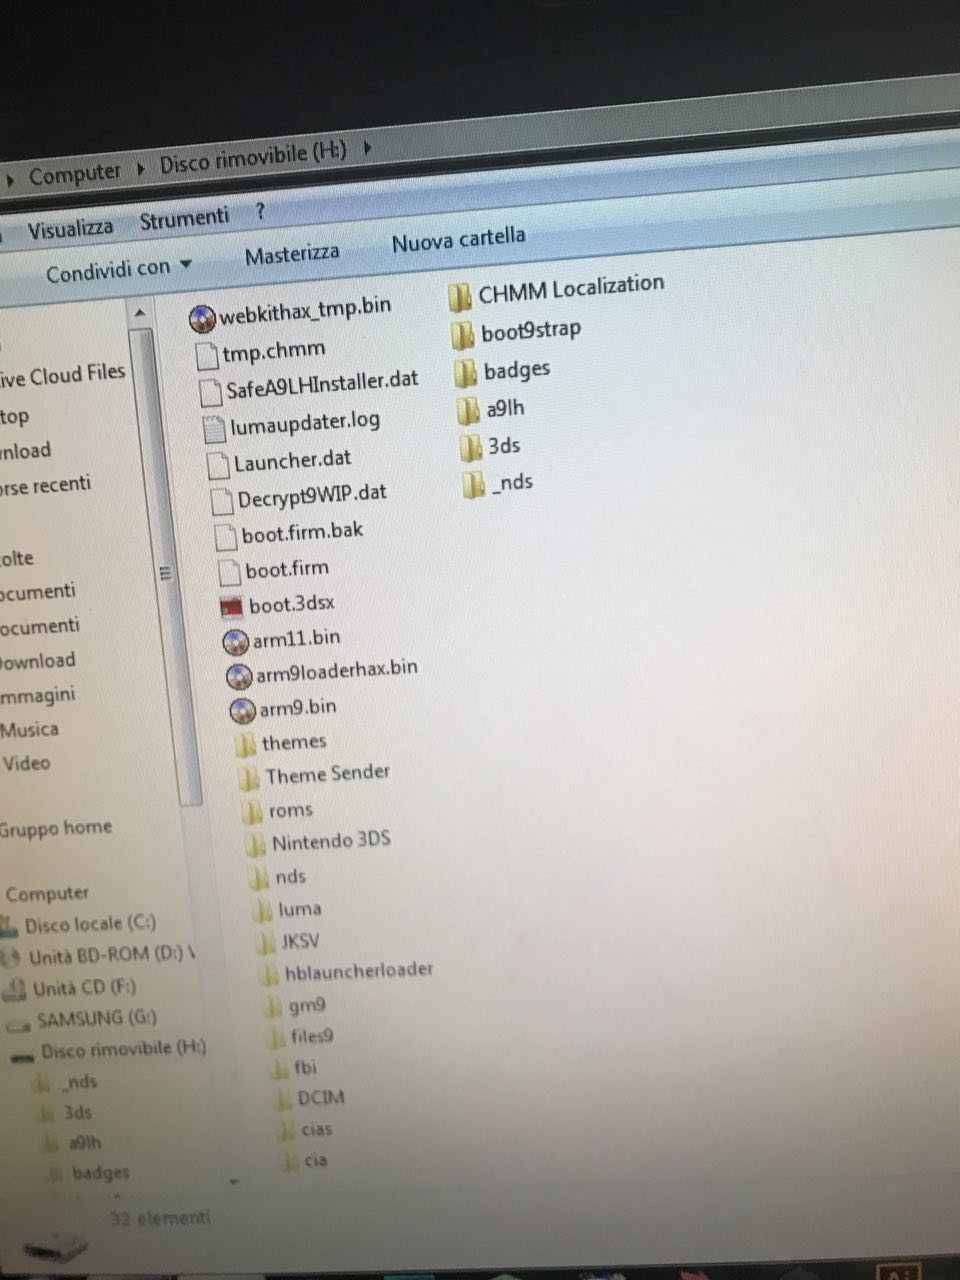 Computer
Disco rimovibile (H:)
Visualizza
Strumenti
?
Condividi con
Masterizza
Nuova cartella
ive Cloud Files
top
nload
orse recenti
olte
ocumenti
ocumenti
Download
mmagini
Musica
Video
Gruppo home
Computer
Disco locale (C:)
Unità BD-ROM (D:) \
Unità CD (F:)
SAMSUNG (G:)
Disco rimovibile (H:)
_nds
3ds
a9lh
badges
webkithax_tmp.bin
tmp.chmm
SafeA9LHInstaller.dat
lumaupdater.log
Launcher.dat
Decrypt9WIP.dat
boot.firm.bak
boot.firm
boot.3dsx
arm11.bin
arm9loaderhax.bin
arm9.bin
themes
Theme Sender
roms
Nintendo 3DS
nds
luma
JKSV
hblauncherloader
gm9
files9
fbi
DCIM
cias
cia
CHMM Localization
boot9strap
badges
a9lh
3ds
_nds
32 elementi